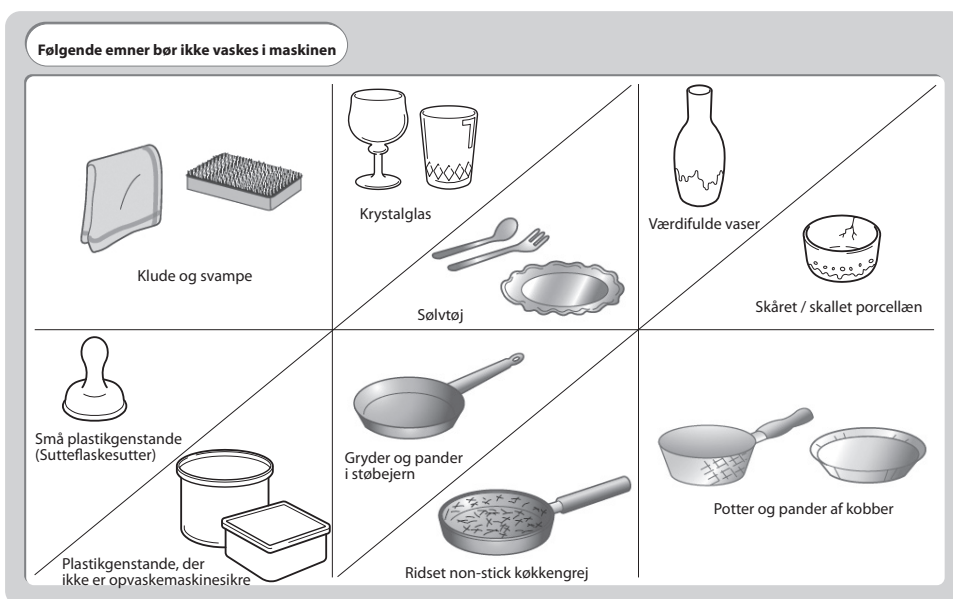 Følgende emner bør ikke vaskes i maskinen
Klude og svampe
Krystalglas
Sølvtøj
Værdifulde vaser
Skåret / skallet porcellæn
Små plastikgenstande
(Sutteflaskesutter)
Plastikgenstande, der
ikke er opvaskemaskinesikre
Gryder og pander
i støbejern
Ridset non-stick køkkengrej
Potter og pander af kobber